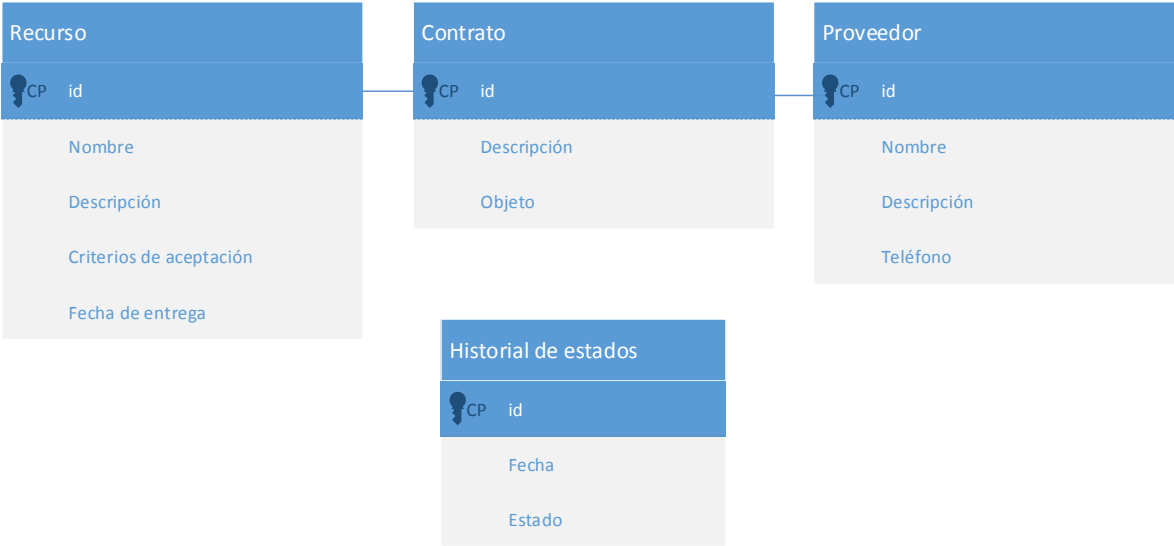 Recurso
CP id
Nombre
Descripción
Criterios de aceptación
Fecha de entrega
Contrato
CP id
Descripción
Objeto
Proveedor
CP id
Nombre
Descripción
Teléfono
Historial de estados
CP id
Fecha
Estado